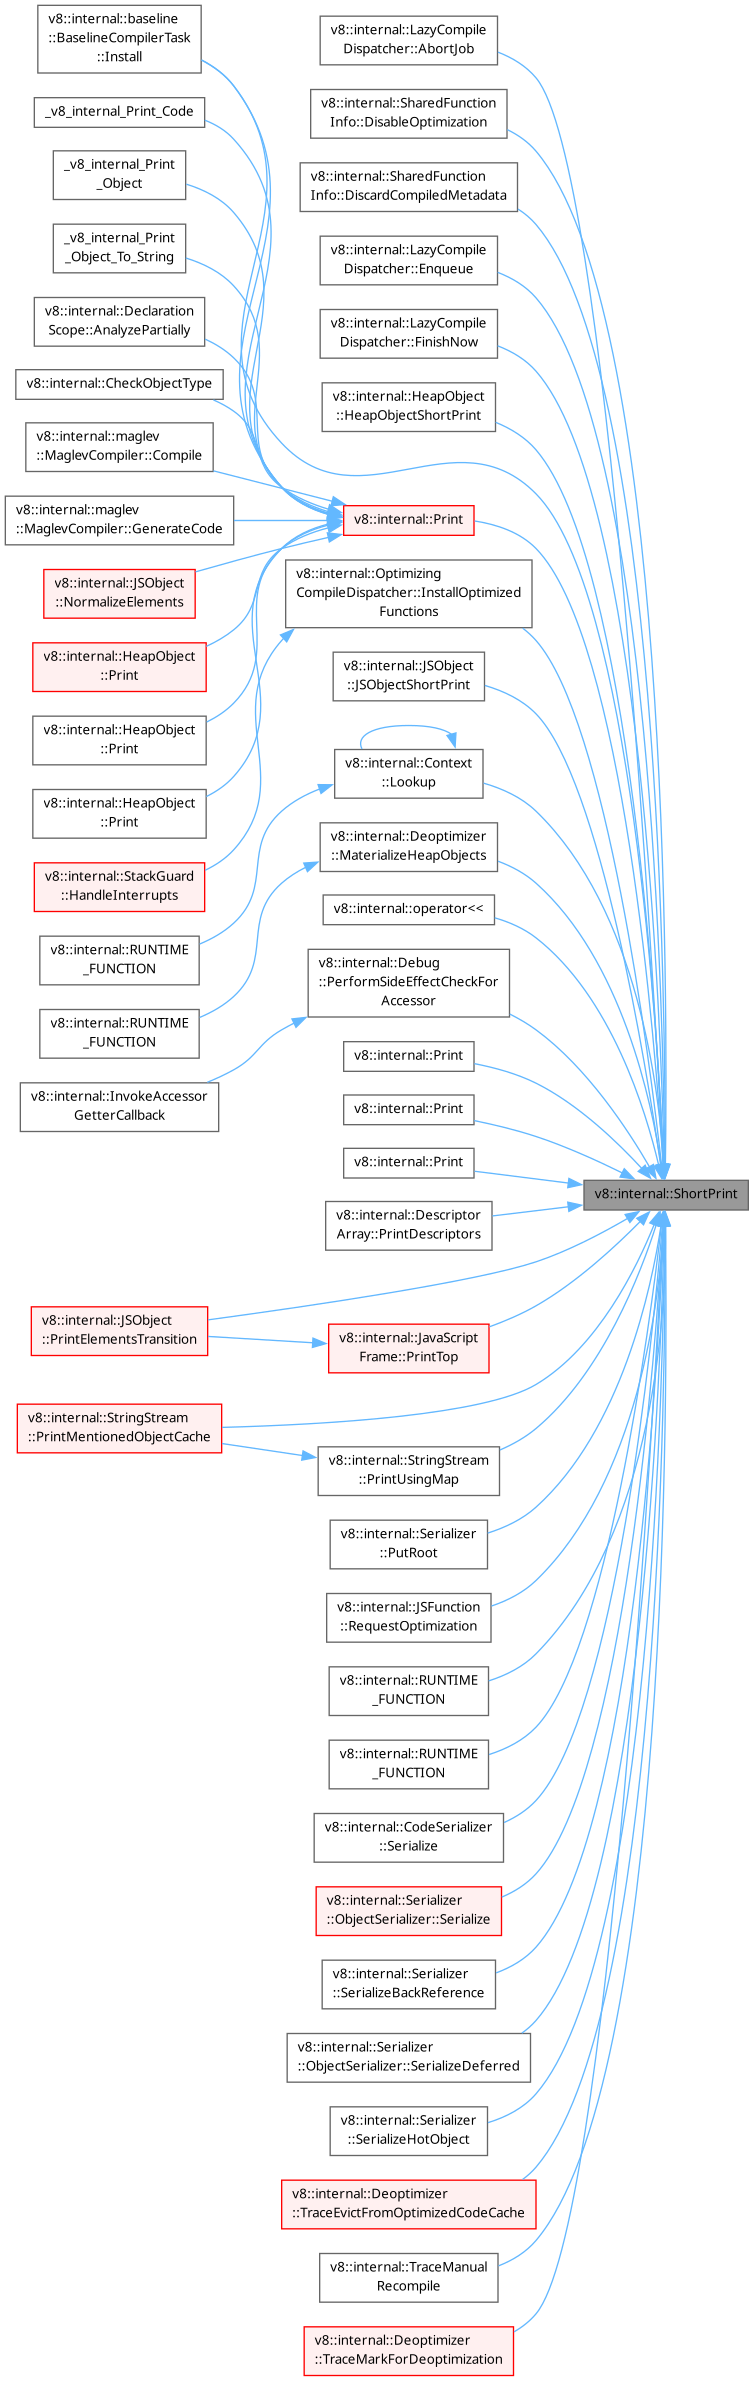 v8::internal::baseline
::BaselineCompilerTask
::Install
_v8_internal_Print_Code
_v8_internal_Print
_Object
_v8_internal_Print
_Object_To_String
v8::internal::Declaration
Scope::AnalyzePartially
v8::internal::CheckObjectType
v8::internal::maglev
::MaglevCompiler::Compile
v8::internal::maglev
::MaglevCompiler::GenerateCode
v8::internal::JSObject
::NormalizeElements
v8::internal::HeapObject
::Print
v8::internal::HeapObject
::Print
v8::internal::HeapObject
::Print
v8::internal::StackGuard
::HandleInterrupts
v8::internal::RUNTIME
_FUNCTION
v8::internal::RUNTIME
_FUNCTION
v8::internal::InvokeAccessor
GetterCallback
v8::internal::JSObject
::PrintElementsTransition
v8::internal::StringStream
::PrintMentionedObjectCache
v8::internal::LazyCompile
Dispatcher::AbortJob
v8::internal::SharedFunction
Info::DisableOptimization
v8::internal::SharedFunction
Info::DiscardCompiledMetadata
v8::internal::LazyCompile
Dispatcher::Enqueue
v8::internal::LazyCompile
Dispatcher::FinishNow
v8::internal::HeapObject
::HeapObjectShortPrint
v8::internal::Print
v8::internal::Optimizing
CompileDispatcher::InstallOptimized
Functions
v8::internal::JSObject
::JSObjectShortPrint
v8::internal::Context
::Lookup
v8::internal::Deoptimizer
::MaterializeHeapObjects
v8::internal::operator<<
v8::internal::Debug
::PerformSideEffectCheckFor
Accessor
v8::internal::Print
v8::internal::Print
v8::internal::Print
v8::internal::Descriptor
Array::PrintDescriptors
v8::internal::JavaScript
Frame::PrintTop
v8::internal::StringStream
::PrintUsingMap
v8::internal::Serializer
::PutRoot
v8::internal::JSFunction
::RequestOptimization
v8::internal::RUNTIME
_FUNCTION
v8::internal::RUNTIME
_FUNCTION
v8::internal::CodeSerializer
::Serialize
v8::internal::Serializer
::ObjectSerializer::Serialize
v8::internal::Serializer
::SerializeBackReference
v8::internal::Serializer
::ObjectSerializer::SerializeDeferred
v8::internal::Serializer
::SerializeHotObject
v8::internal::Deoptimizer
::TraceEvictFromOptimizedCodeCache
v8::internal::TraceManual
Recompile
v8::internal::Deoptimizer
::TraceMarkForDeoptimization
v8::internal::ShortPrint